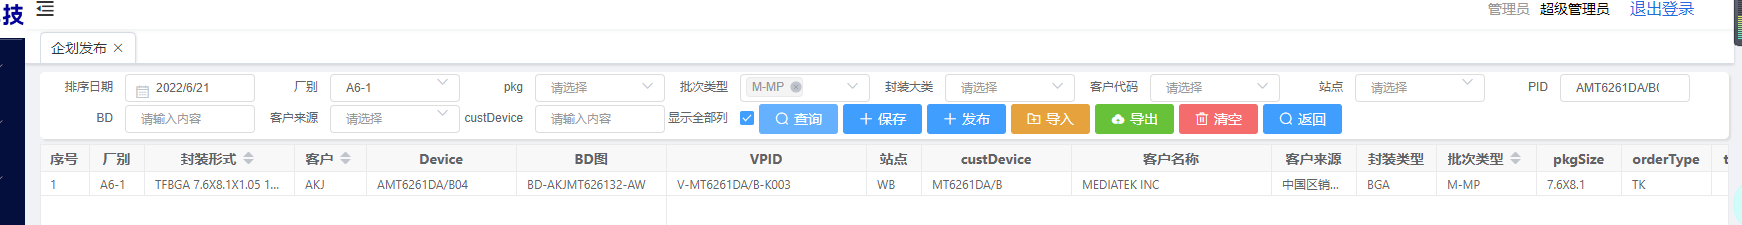 技 管理员 超级管理员 退出登录
企划发布
排序日期 2022/6/21 厂别 A6-1 pkg 请选择 批次类型 M-MP 封装大类 请选择 客户代码 请选择 站点 请选择 PID AMT6261DA/B(
BD 请输入内容 客户来源 请选择 custDevice 请输入内容 显示全部列 查询 保存 发布 导入 导出 清空 返回
序号 厂别 封装形式 客户 Device BD图 VPID 站点 custDevice 客户名称 客户来源 封装类型 批次类型 pkgSize orderType t
1 A6-1 TFBGA 7.6X8.1X1.05 1... AKJ AMT6261DA/B04 BD-AKJMT626132-AW V-MT6261DA/B-K003 WB MT6261DA/B MEDIATEK INC 中国区销... BGA M-MP 7.6X8.1 TK